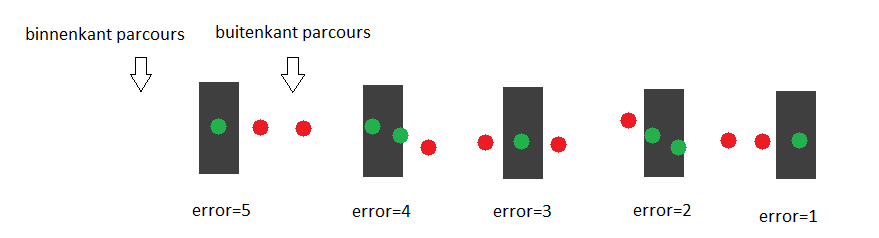 binnenkant parcours
buitenkant parcours
error=5
error=4
error=3
error=2
error=1